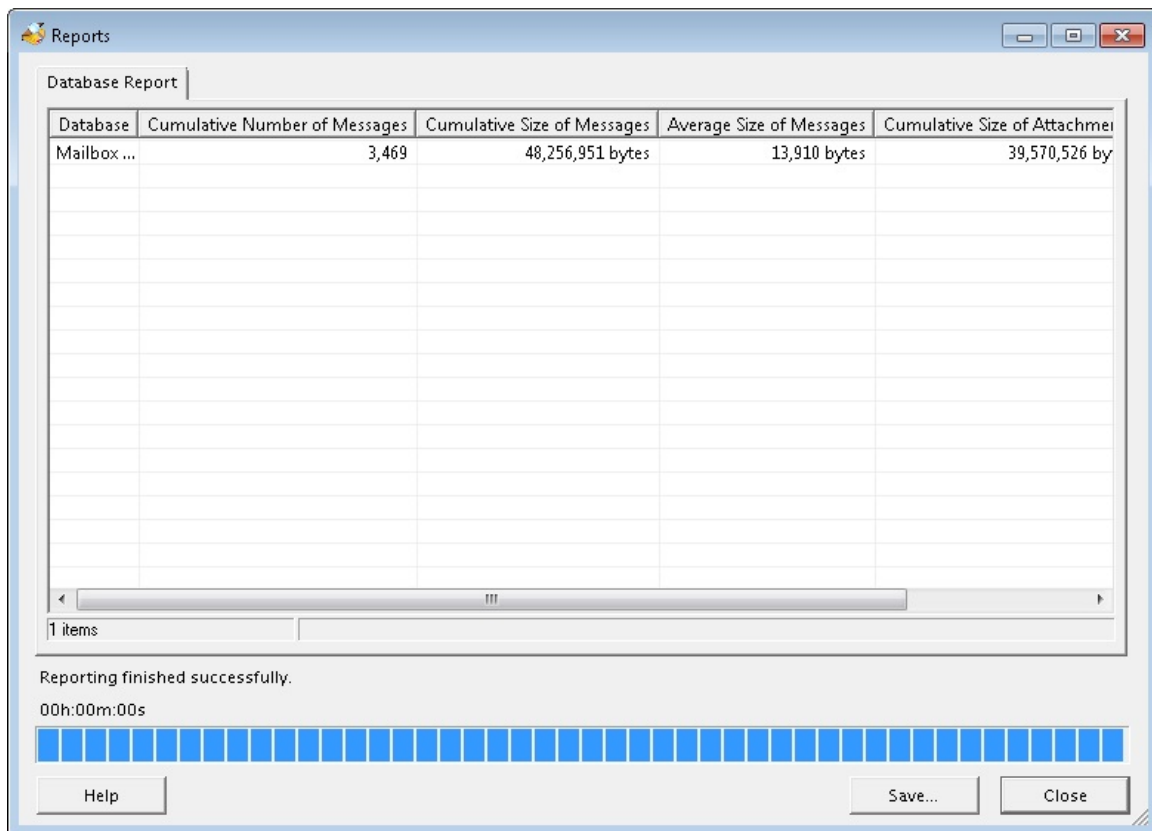 Reports
Database Report
Database Cumulative Number of Messages Cumulative Size of Messages Average Size of Messages Cumulative Size of Attachmei
Mailbox ... 3,469 48,256,951 bytes 13,910 bytes 39,570,526 by
1 items
Reporting finished successfully.
00h:00m:00s
Help Save... Close